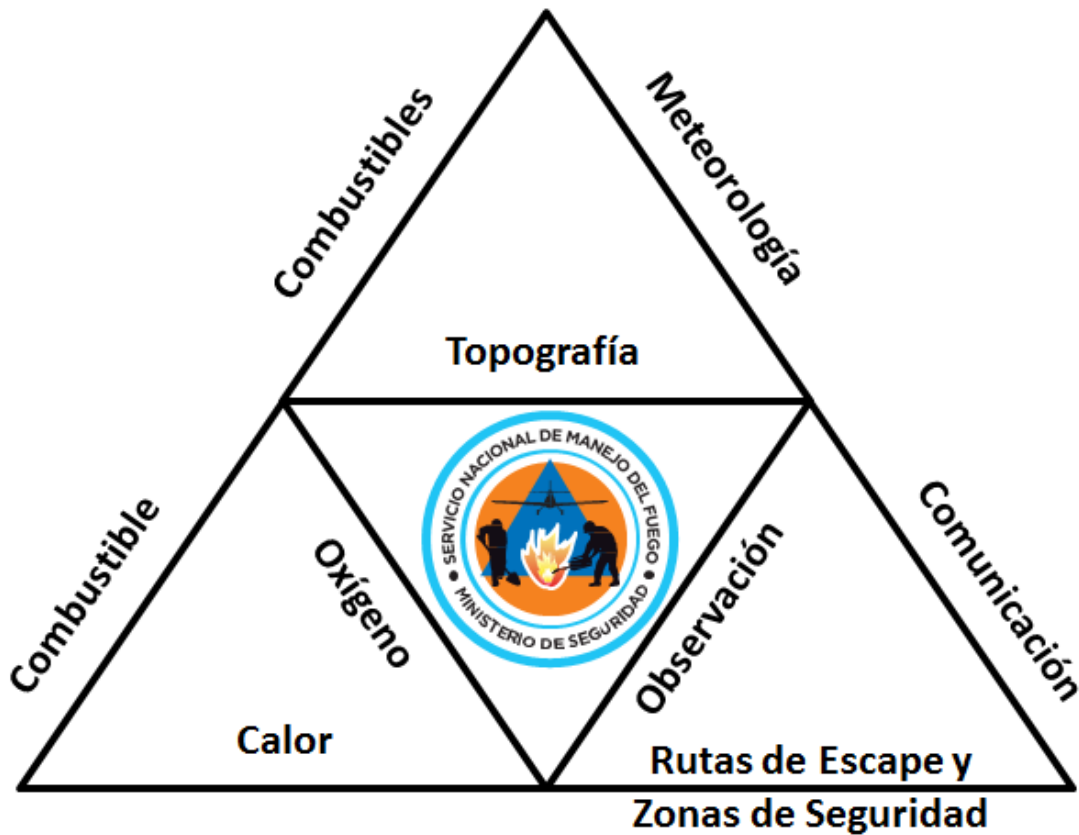 Combustibles
Meteorología
Topografía
SERVICIO NACIONAL DE MANEJO DEL FUEGO
MINISTERIO DE SEGURIDAD
Combustible
Oxígeno
Calor
Observación
Comunicación
Rutas de Escape y
Zonas de Seguridad